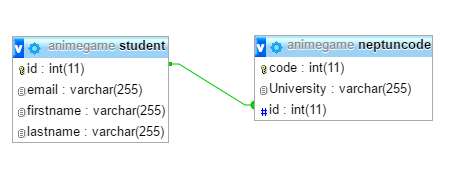 animegame student
id : int(11)
email : varchar(255)
firstname : varchar(255)
lastname : varchar(255)
animegame neptuncode
code : int(11)
University : varchar(255)
id : int(11)